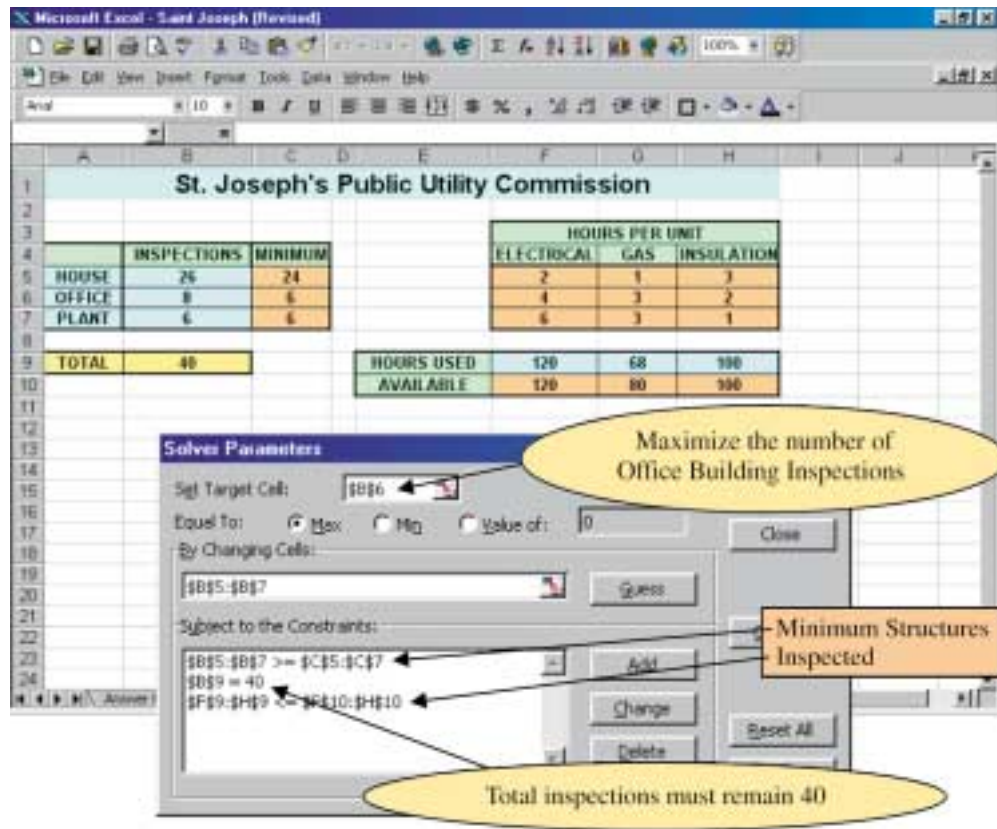 Microsoft Excel - Saint Joseph (Revised)
100%
File Edit View Insert Format Tools Data Window Help
Arial 10 B I U $ % ,
=
A B C D E F G H I J
1 St. Joseph's Public Utility Commission
2
3 HOURS PER UNIT
4 INSPECTIONS MINIMUM ELECTRICAL GAS INSULATION
5 HOUSE 26 24 2 1 3
6 OFFICE 8 6 4 3 2
7 PLANT 6 6 6 3 1
8
9 TOTAL 40 HOURS USED 120 68 100
10 AVAILABLE 120 80 100
11
12
13
14
15
16
17
18
19
20
21
22
23
24
Solver Parameters
Maximize the number of
Office Building Inspections
Set Target Cell: $B$6
Equal To: Max Min Value of: 0
Close
By Changing Cells:
$B$5:$B$7
Guess
Subject to the Constraints:
Minimum Structures
Inspected
$B$5:$B$7 >= $C$5:$C$7
Add
$B$9 = 40
$F$9:$H$9 <= $F$10:$H$10
Change
Reset All
Delete
Total inspections must remain 40